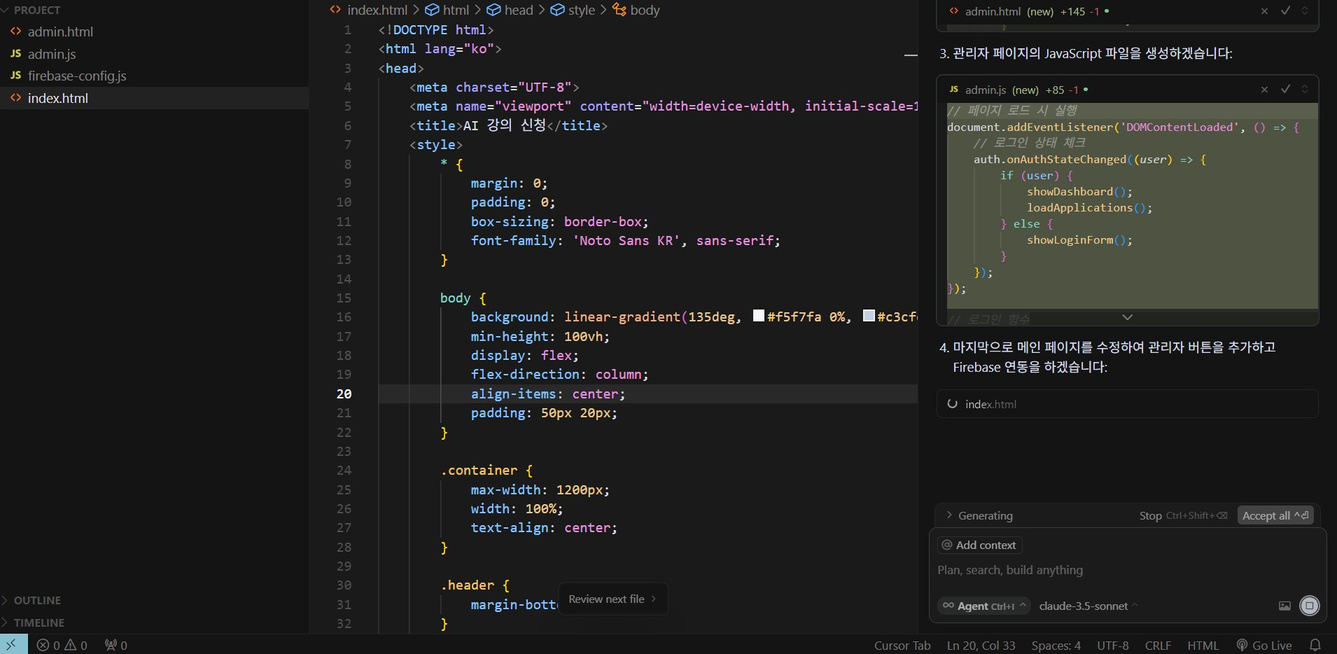 PROJECT
admin.html
JS admin.js
JS firebase-config.js
index.html
OUTLINE
TIMELINE
index.html > html > head > style > body
1 <!DOCTYPE html>
2 <html lang="ko">
3 <head>
4 <meta charset="UTF-8">
5 <meta name="viewport" content="width=device-width, initial-scale=1
6 <title>AI 강의 신청</title>
7 <style>
8 * {
9 margin: 0;
10 padding: 0;
11 box-sizing: border-box;
12 font-family: 'Noto Sans KR', sans-serif;
13 }
14
15 body {
16 background: linear-gradient(135deg, #f5f7fa 0%, #c3cf
17 min-height: 100vh;
18 display: flex;
19 flex-direction: column;
20 align-items: center;
21 padding: 50px 20px;
22 }
23
24 .container {
25 max-width: 1200px;
26 width: 100%;
27 text-align: center;
28 }
29
30 .header {
31 margin-bott
32 }
Review next file >
admin.html (new) +145 -1
3. 관리자 페이지의 JavaScript 파일을 생성하겠습니다:
JS admin.js (new) +85 -1
// 페이지 로드 시 실행
document.addEventListener('DOMContentLoaded', () => {
// 로그인 상태 체크
auth.onAuthStateChanged((user) => {
if (user) {
showDashboard();
loadApplications();
} else {
showLoginForm();
}
});
});
// 로그인 함수
4. 마지막으로 메인 페이지를 수정하여 관리자 버튼을 추가하고
Firebase 연동을 하겠습니다:
index.html
> Generating Stop Ctrl+Shift+⌫ Accept all ^⏎
@ Add context
Plan, search, build anything
∞ Agent Ctrl+I ^ claude-3.5-sonnet ^
0 0 0 Cursor Tab Ln 20, Col 33 Spaces: 4 UTF-8 CRLF HTML Go Live